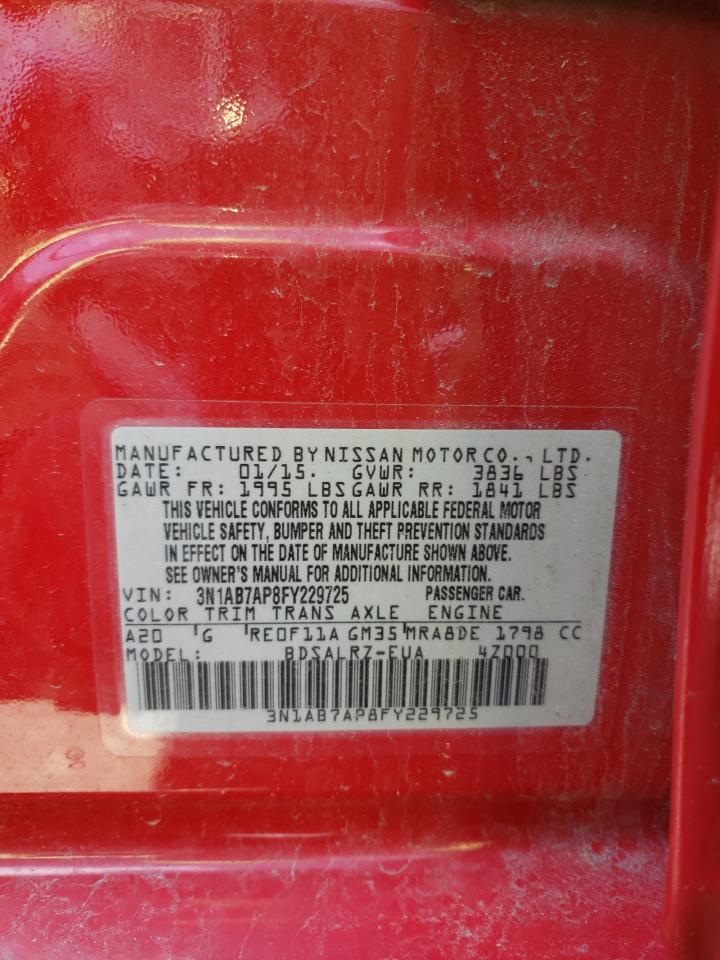 MANUFACTURED BY NISSAN MOTOR CO., LTD.
DATE: 01/15. GVWR: 3836 LBS
GAWR FR: 1995 LBS GAWR RR: 1841 LBS
THIS VEHICLE CONFORMS TO ALL APPLICABLE FEDERAL MOTOR
VEHICLE SAFETY, BUMPER AND THEFT PREVENTION STANDARDS
IN EFFECT ON THE DATE OF MANUFACTURE SHOWN ABOVE.
SEE OWNER'S MANUAL FOR ADDITIONAL INFORMATION.
VIN: 3N1AB7AP8FY229725 PASSENGER CAR.
COLOR TRIM TRANS AXLE ENGINE
A20 G RE0F11A GM35 MRA8DE 1798 CC
MODEL: BDSALRZ-EUA 4Z000
3N1AB7AP8FY229725